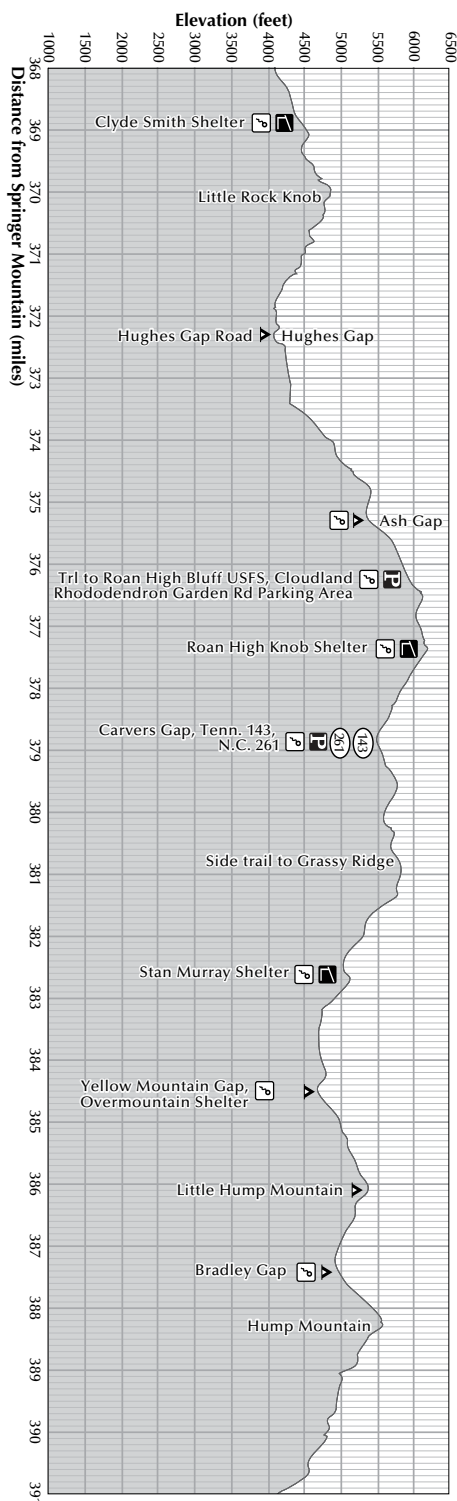 Elevation (feet)
1000
1500
2000
2500
3000
3500
4000
4500
5000
5500
6000
6500
Distance from Springer Mountain (miles)
368
369
370
371
372
373
374
375
376
377
378
379
380
381
382
383
384
385
386
387
388
389
390
391
Clyde Smith Shelter
Little Rock Knob
Hughes Gap Road
Hughes Gap
Ash Gap
Trl to Roan High Bluff USFS, Cloudland
Rhododendron Garden Rd Parking Area
P
Roan High Knob Shelter
Carvers Gap, Tenn. 143,
N.C. 261
P
261
143
Side trail to Grassy Ridge
Stan Murray Shelter
Yellow Mountain Gap,
Overmountain Shelter
Little Hump Mountain
Bradley Gap
Hump Mountain